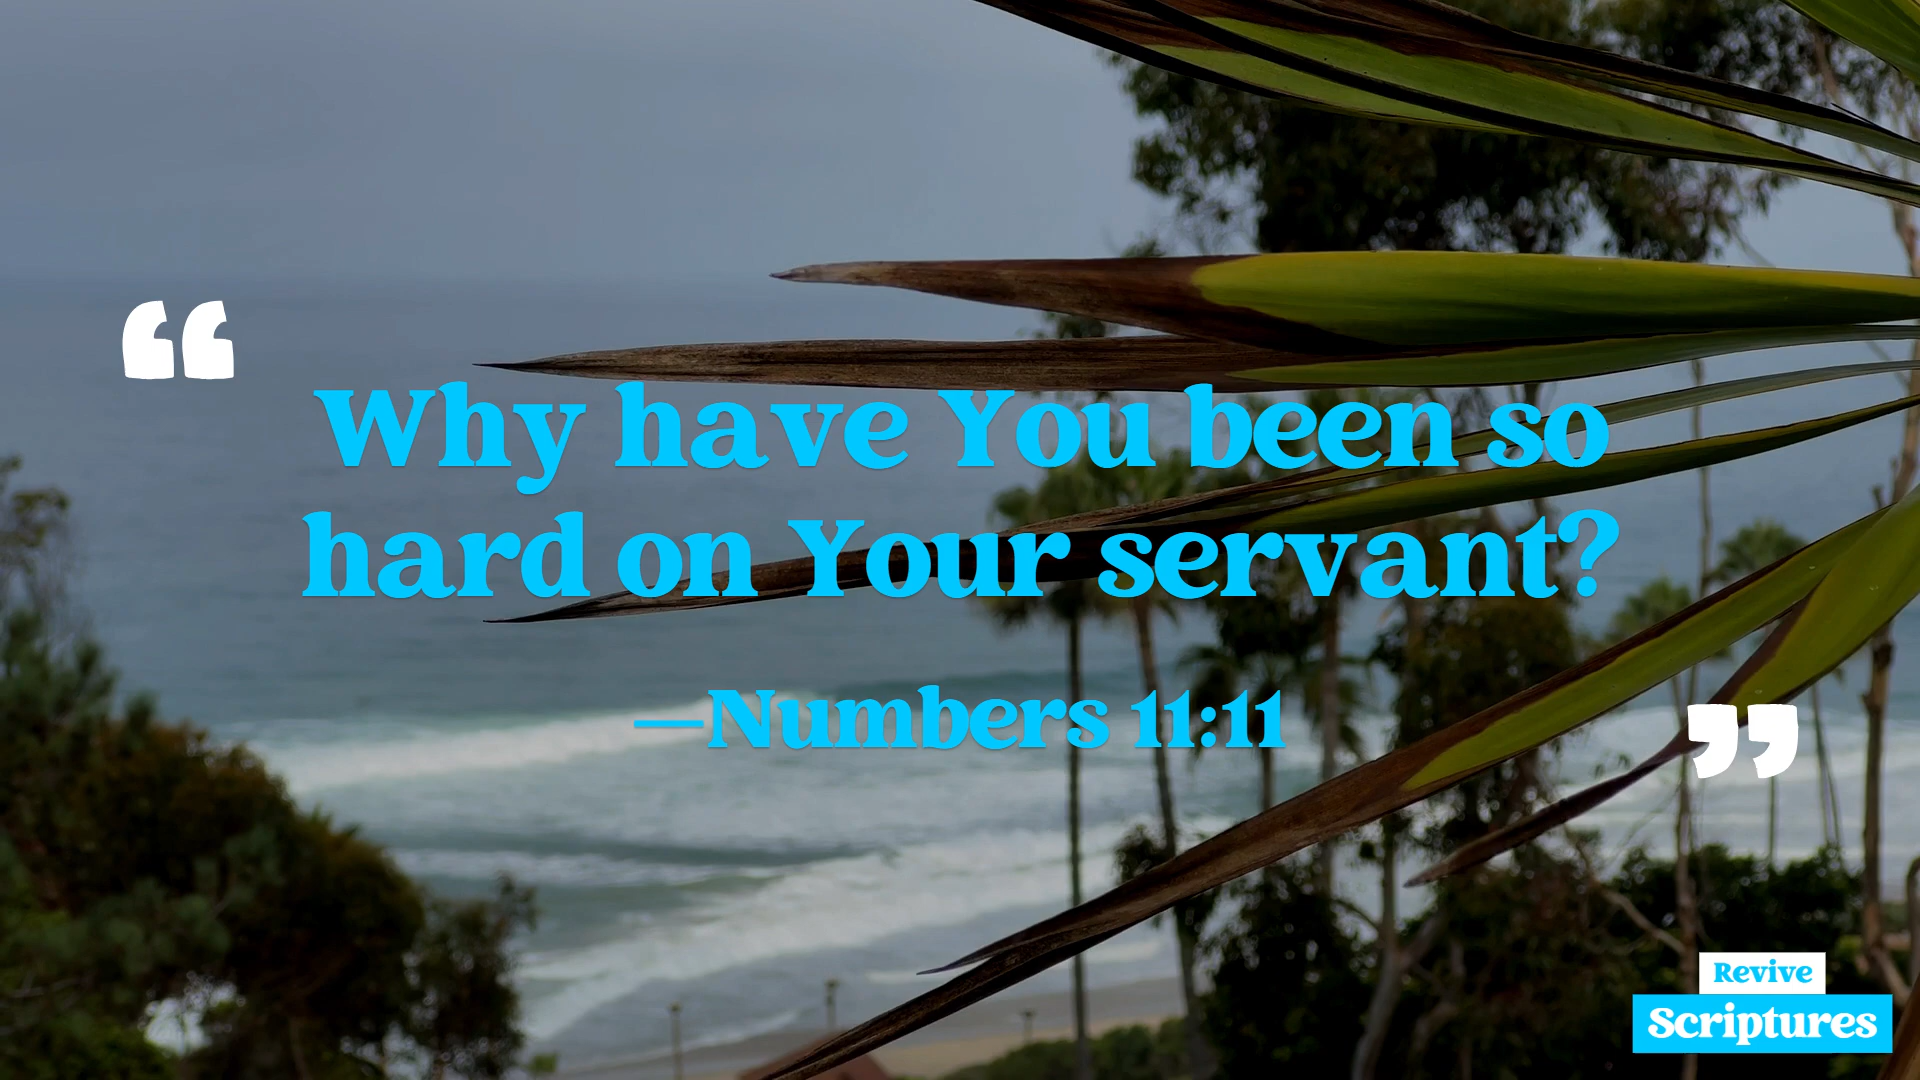 “
Why have You been so
hard on Your servant?
—Numbers 11:11
”
Revive
Scriptures